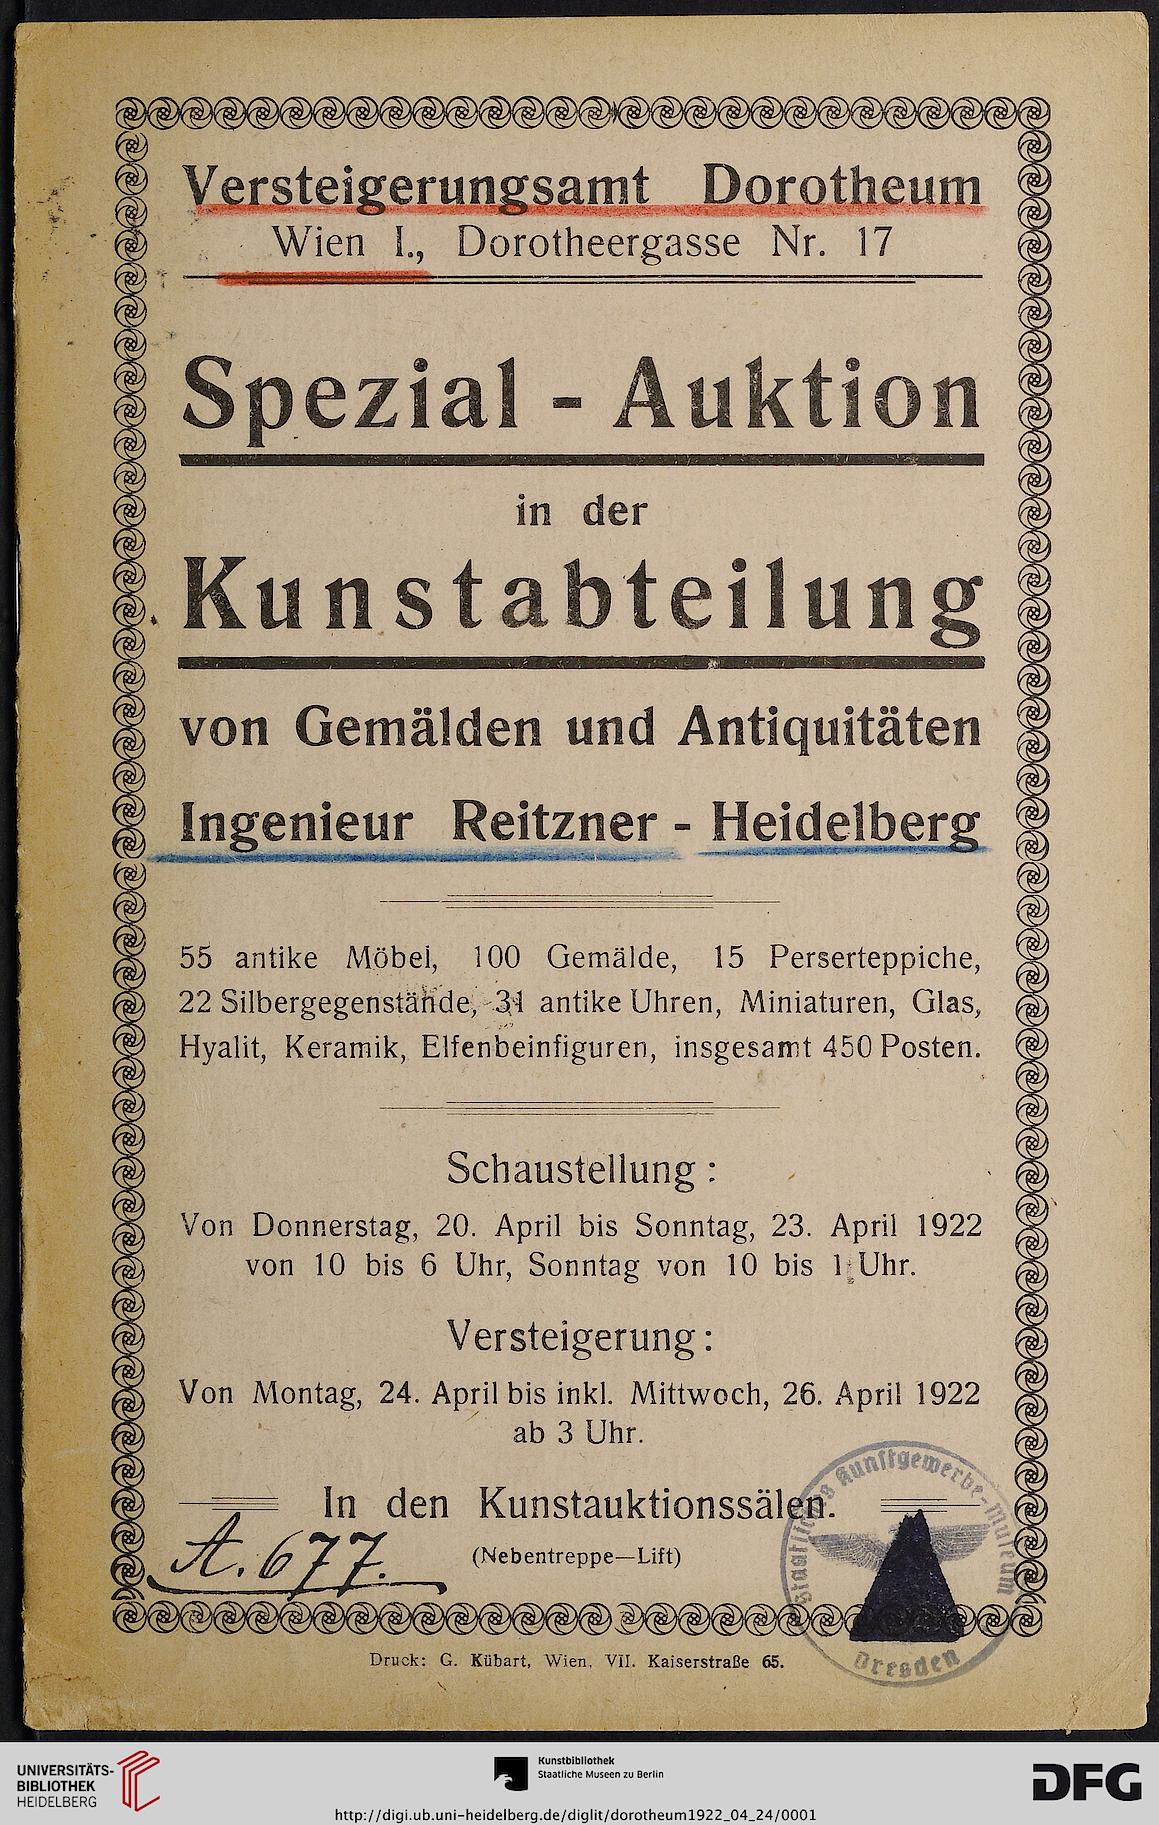 Versteigerungsamt Dorotheum
Wien I., Dorotheergasse Nr. 17
Spezial - Auktion
in der
Kunstabteilung
von Gemälden und Antiquitäten
Ingenieur Reitzner - Heidelberg
55 antike Möbel, 100 Gemälde, 15 Perserteppiche,
22 Silbergegenstände, 31 antike Uhren, Miniaturen, Glas,
Hyalit, Keramik, Elfenbeinfiguren, insgesamt 450 Posten.
Schaustellung:
Von Donnerstag, 20. April bis Sonntag, 23. April 1922
von 10 bis 6 Uhr, Sonntag von 10 bis 1 Uhr.
Versteigerung:
Von Montag, 24. April bis inkl. Mittwoch, 26. April 1922
ab 3 Uhr.
In den Kunstauktionssälen.
(Nebentreppe—Lift)
A. 677.
Staatliches Kunstgewerbe-Museum
Dresden
Druck: G. Kübart, Wien, VII. Kaiserstraße 65.
UNIVERSITÄTS-
BIBLIOTHEK
HEIDELBERG
Kunstbibliothek
Staatliche Museen zu Berlin
DFG
http://digi.ub.uni-heidelberg.de/diglit/dorotheum1922_04_24/0001